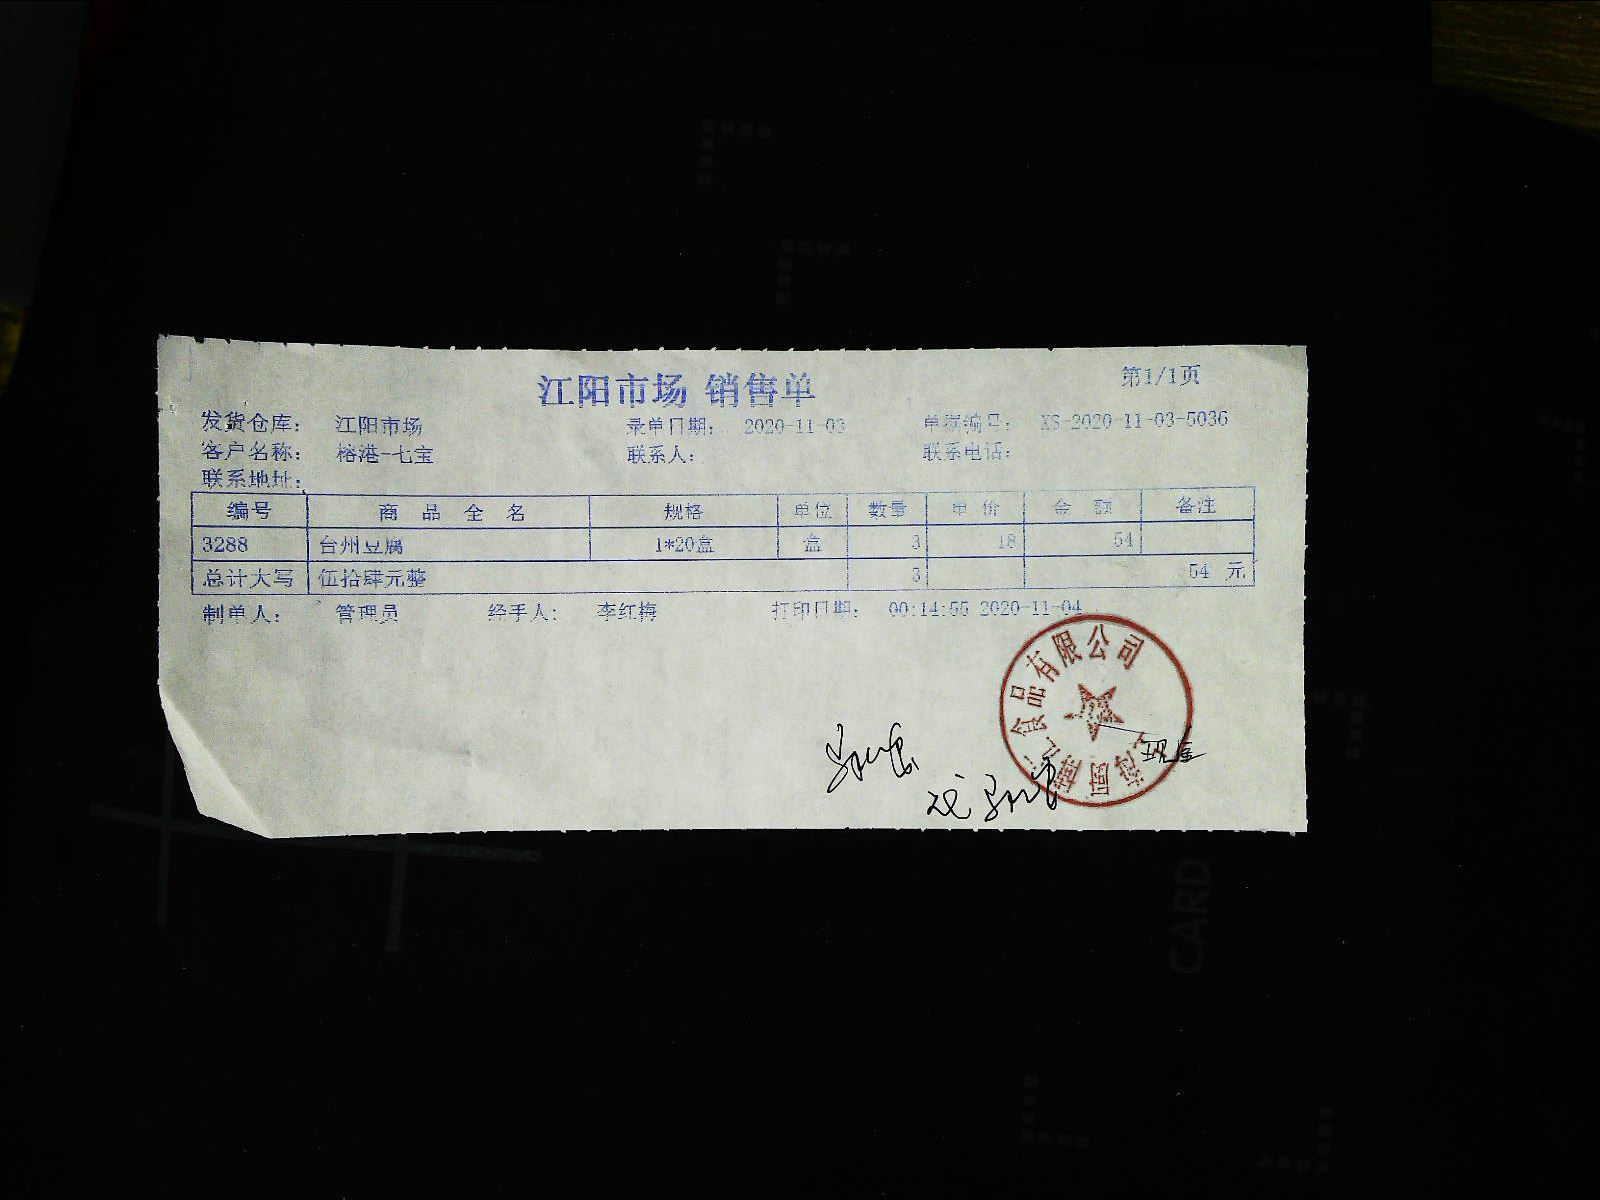 江阳市场 销售单
第1/1页
发货仓库: 江阳市场 录单日期: 2020-11-03 单据编号: XS-2020-11-03-5036
客户名称: 榕港-七宝 联系人: 联系电话:
联系地址:
编号 商品全名 规格 单位 数量 单价 金额 备注
3288 台州豆腐 1*20盒 盒 3 18 54
总计大写 伍拾肆元整 3 54 元
制单人: 管理员 经手人: 李红梅 打印日期: 00:14:55 2020-11-04
食品有限公司
现金
CARD